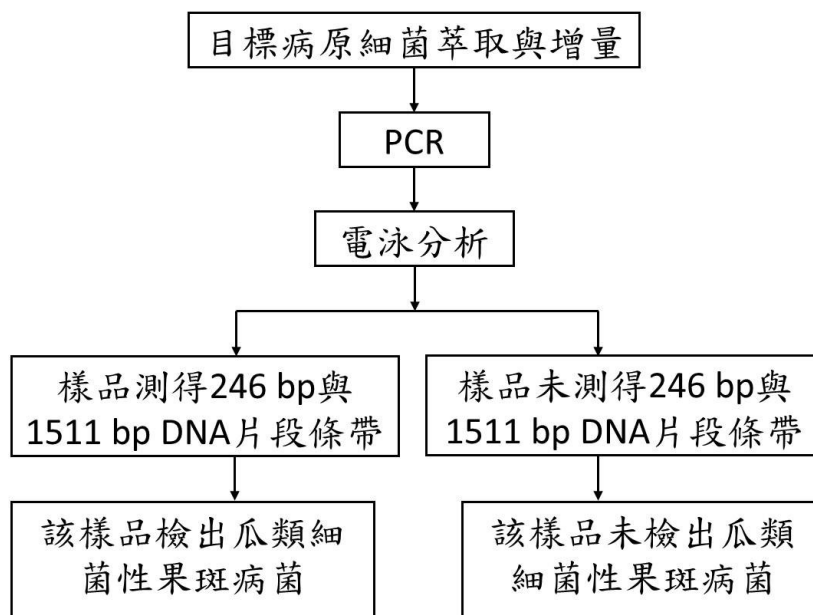 目標病原細菌萃取與增量
PCR
電泳分析
樣品測得246 bp與
1511 bp DNA片段條帶
樣品未測得246 bp與
1511 bp DNA片段條帶
該樣品檢出瓜類細
菌性果斑病菌
該樣品未檢出瓜類
細菌性果斑病菌